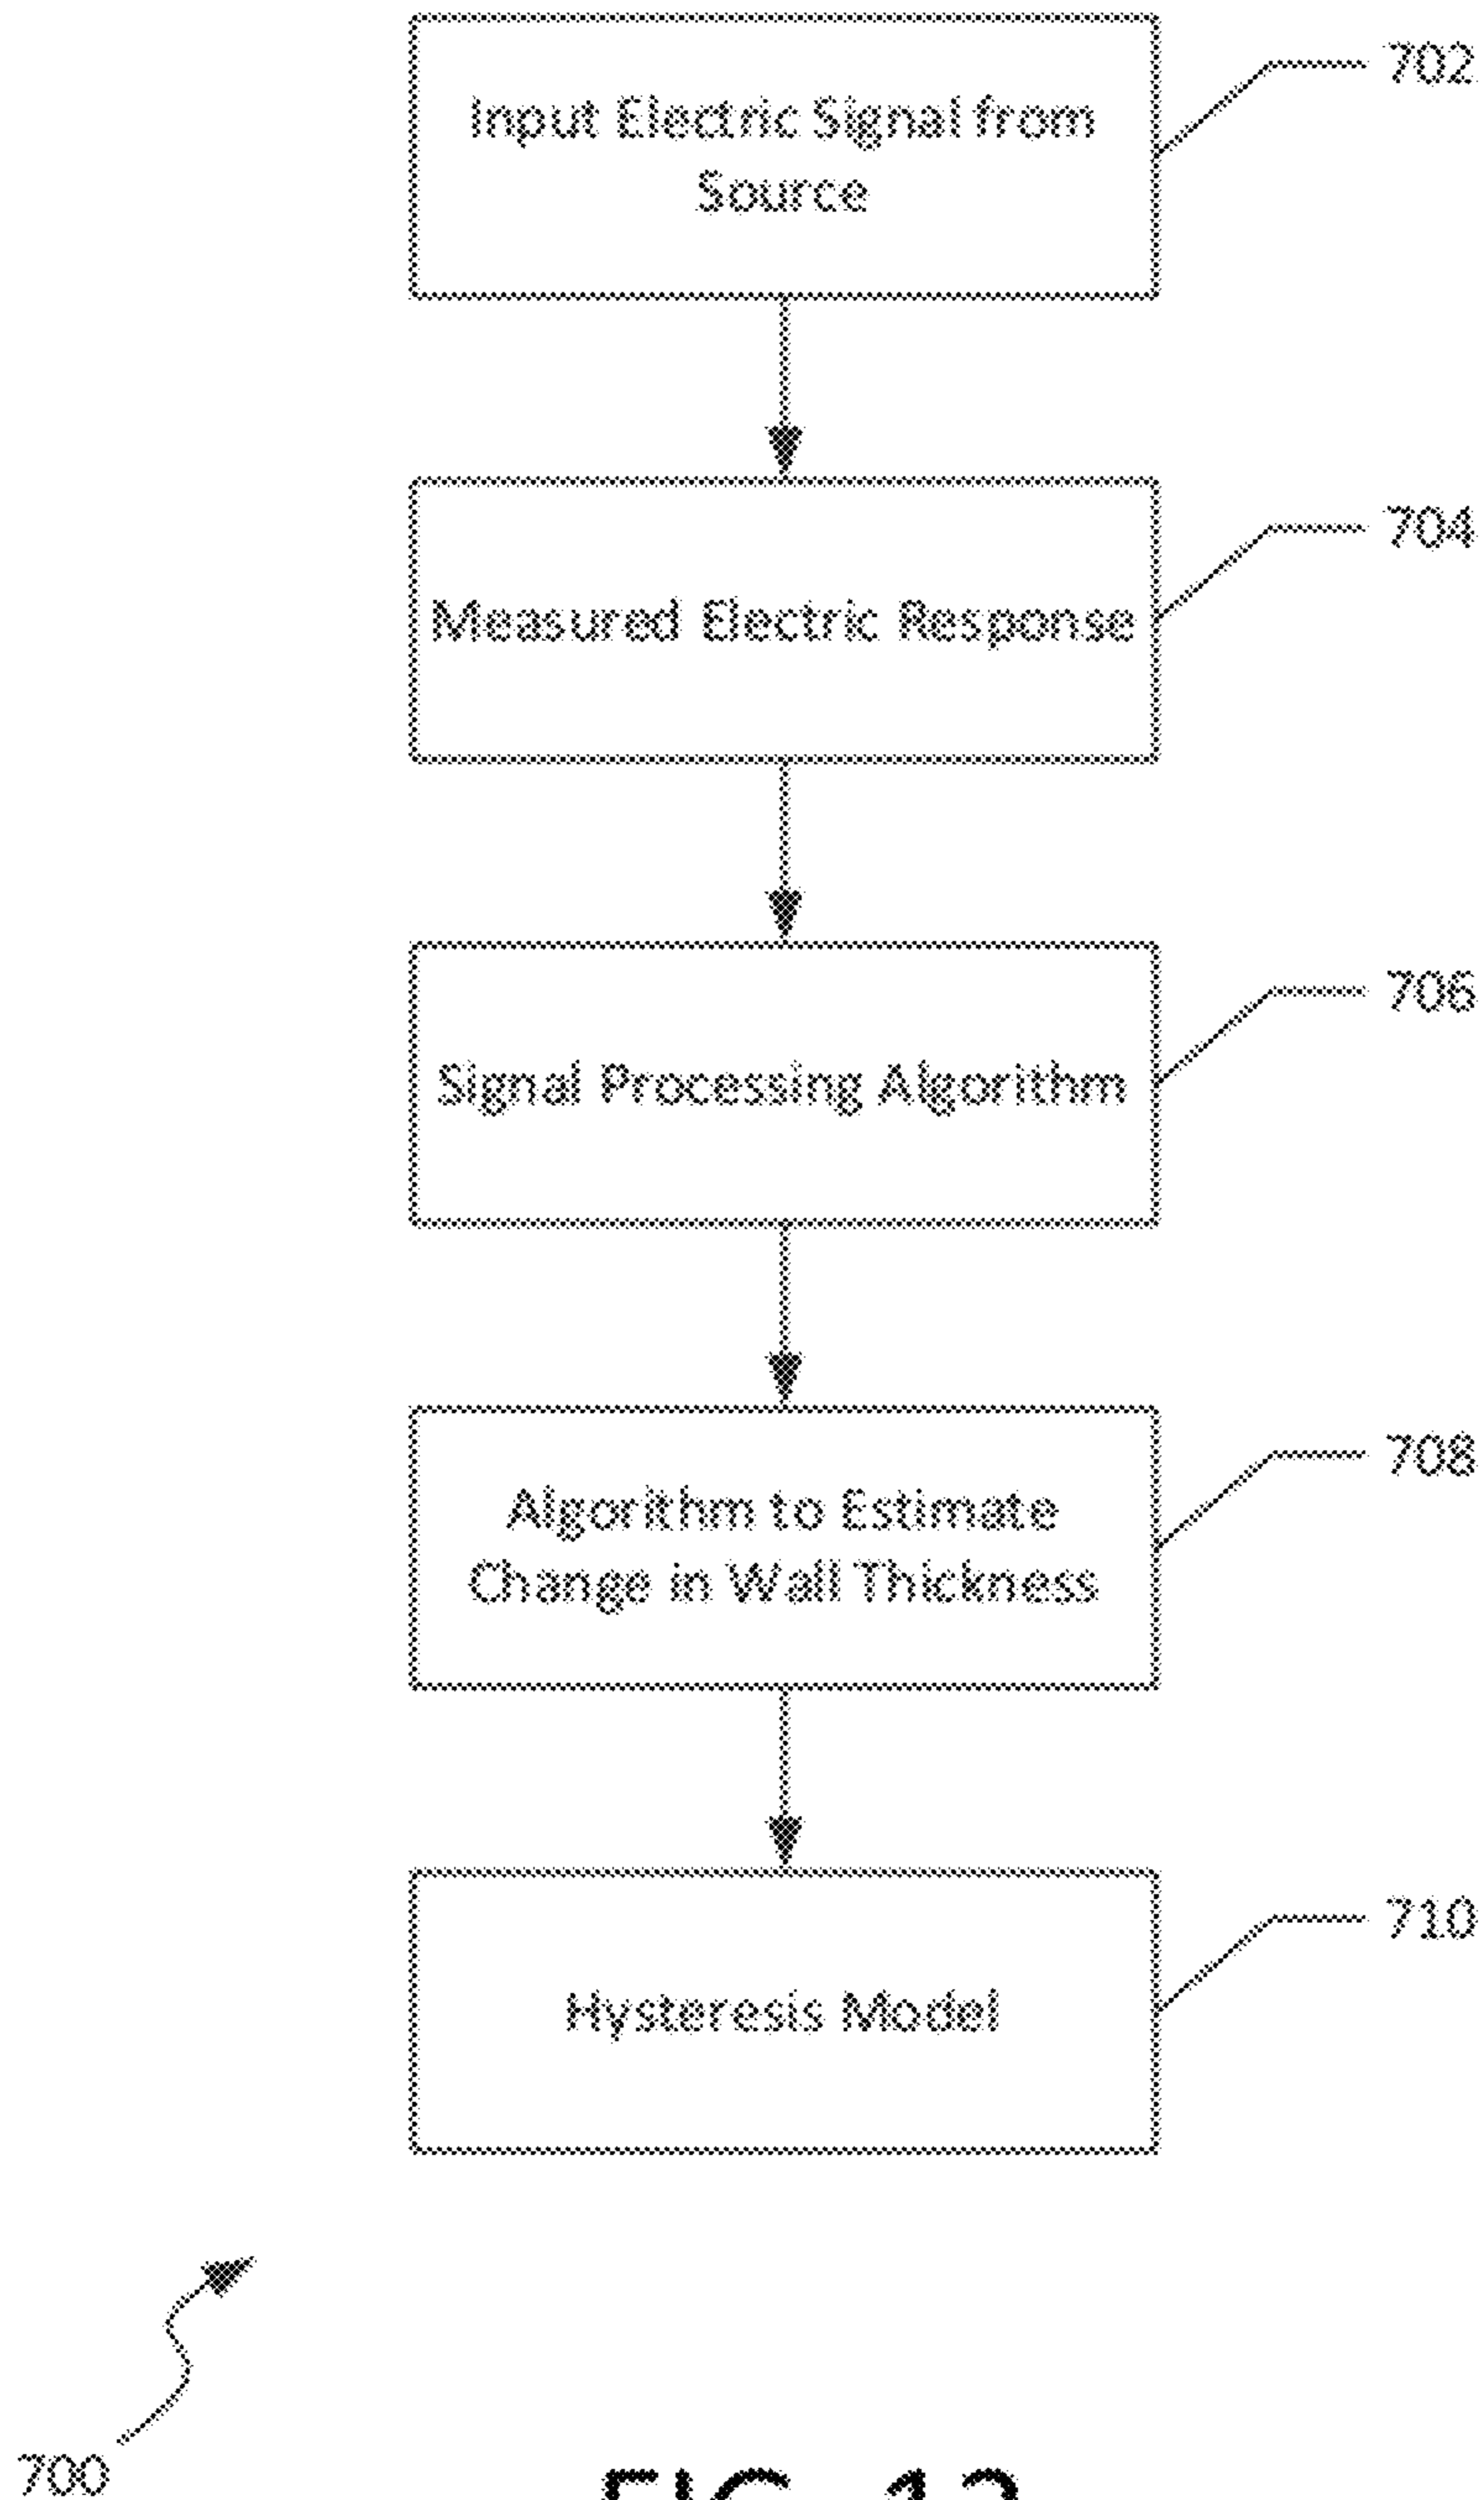 702
Input Electric Signal from
Source
704
Measured Electric Response
706
Signal Processing Algorithm
708
Algorithm to Estimate
Change in Wall Thickness
710
Hysteresis Model
700